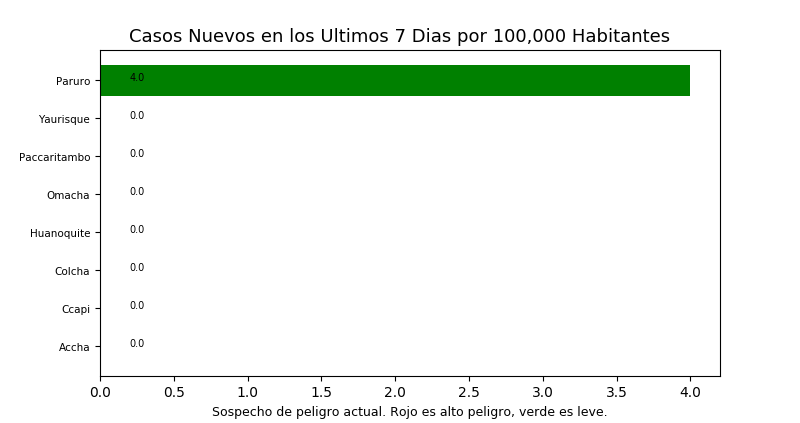 Casos Nuevos en los Ultimos 7 Dias por 100,000 Habitantes
Paruro 4.0
Yaurisque 0.0
Paccaritambo 0.0
Omacha 0.0
Huanoquite 0.0
Colcha 0.0
Ccapi 0.0
Accha 0.0
0.0 0.5 1.0 1.5 2.0 2.5 3.0 3.5 4.0
Sospecho de peligro actual. Rojo es alto peligro, verde es leve.